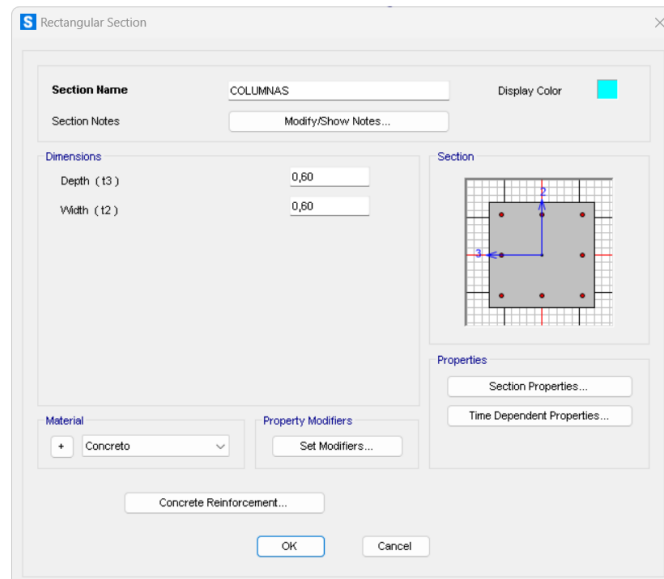 S Rectangular Section
Section Name COLUMNAS Display Color
Section Notes Modify/Show Notes...
Dimensions
Depth ( t3 ) 0,60
Width ( t2 ) 0,60
Section
2
3
Properties
Section Properties...
Time Dependent Properties...
Material
+ Concreto
Property Modifiers
Set Modifiers...
Concrete Reinforcement...
OK Cancel